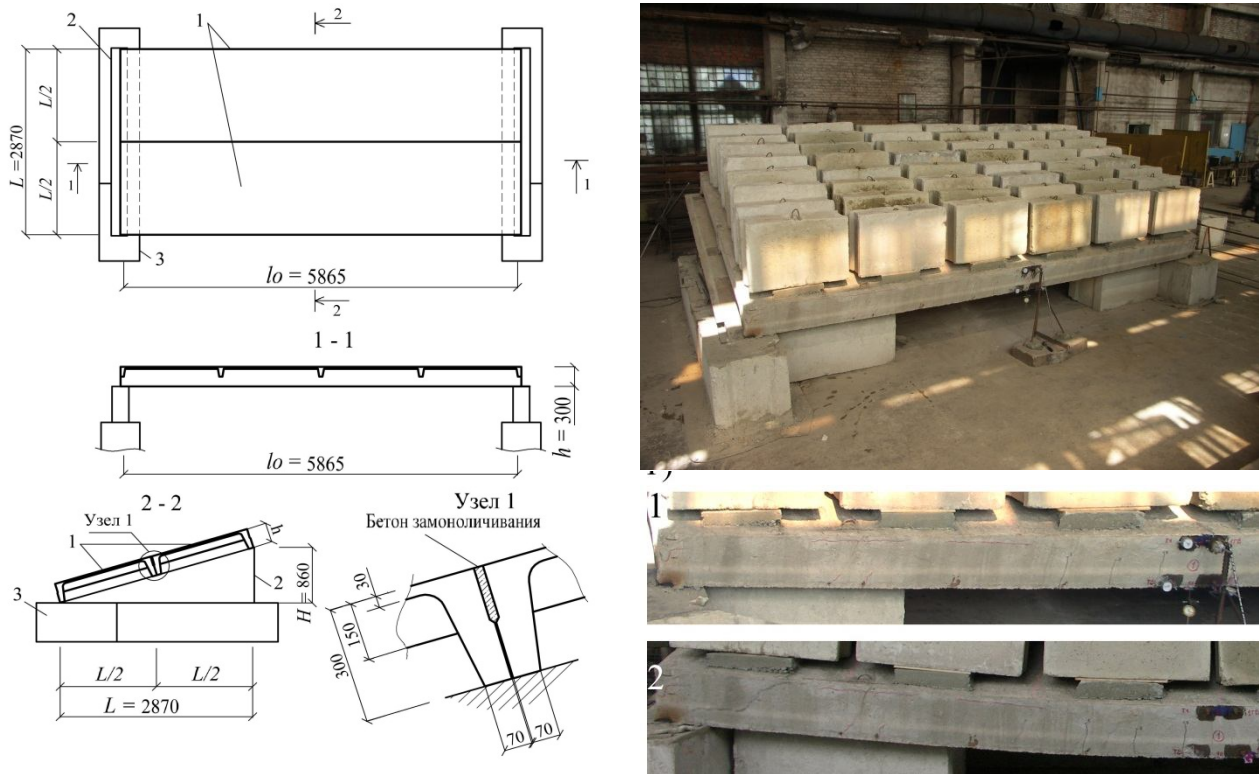 2
1
2
L =2870
L/2
L/2
1
1
3
lo = 5865
2
1 - 1
h = 300
lo = 5865
2 - 2
Узел 1
1
h
2
H = 860
3
L/2
L/2
L = 2870
Узел 1
Бетон замоноличивания
30
150
300
70
70
1
2